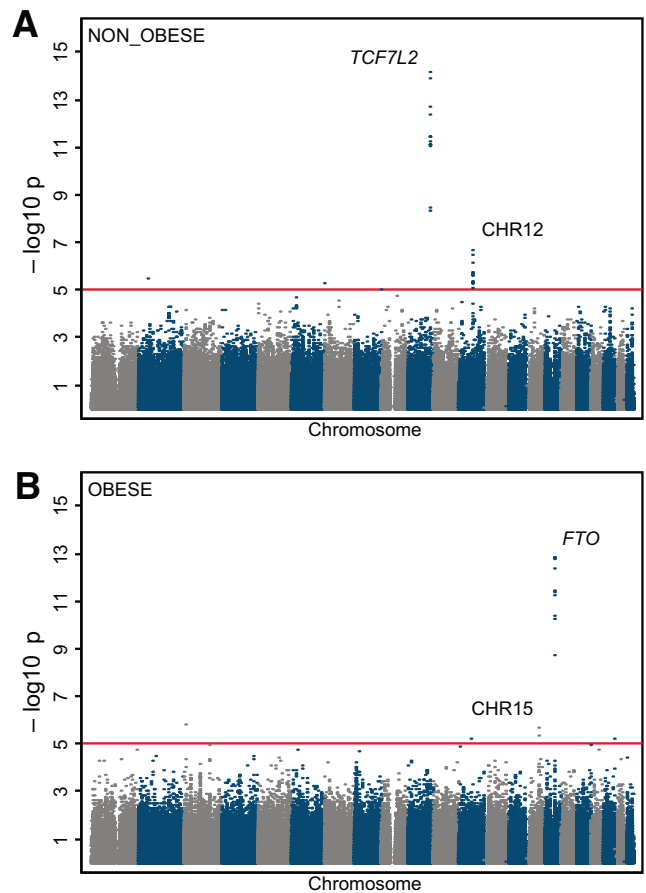 A
NON_OBESE
TCF7L2
CHR12
15
13
11
9
7
5
3
1
– log10 p
Chromosome
B
OBESE
FTO
CHR15
15
13
11
9
7
5
3
1
– log10 p
Chromosome